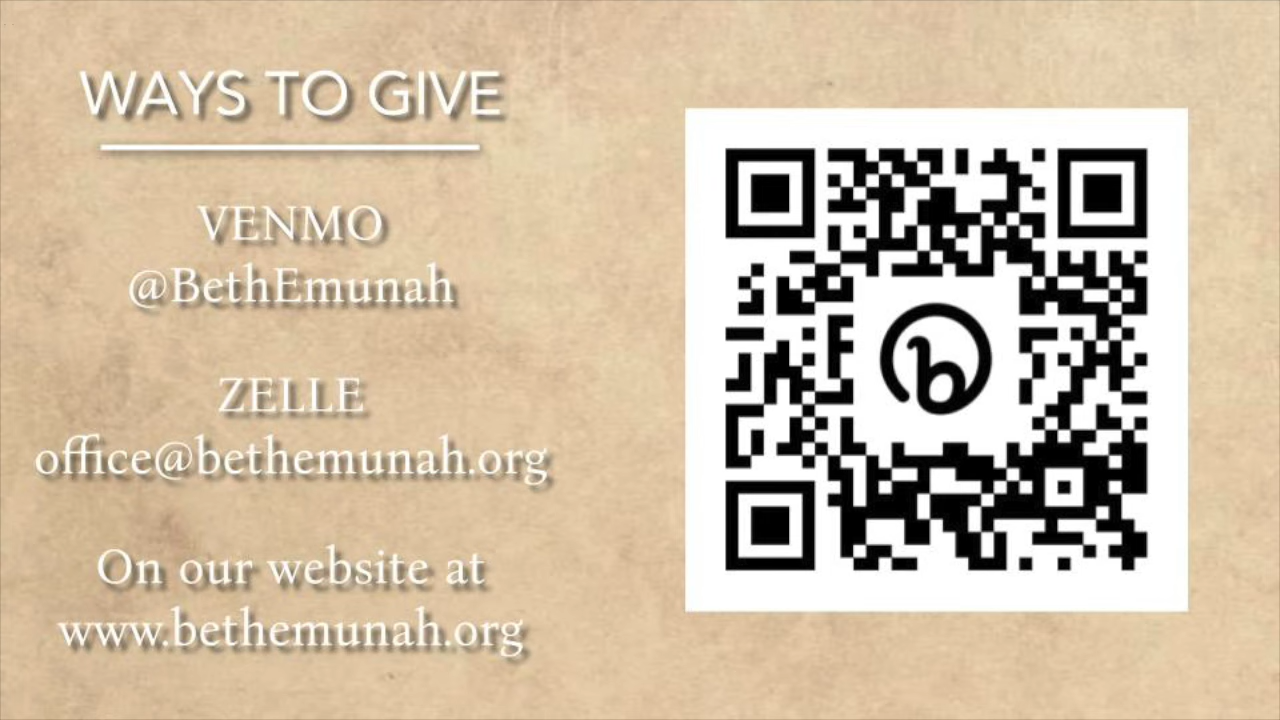 WAYS TO GIVE
VENMO
@BethEmunah
ZELLE
office@bethemunah.org
On our website at
www.bethemunah.org
b